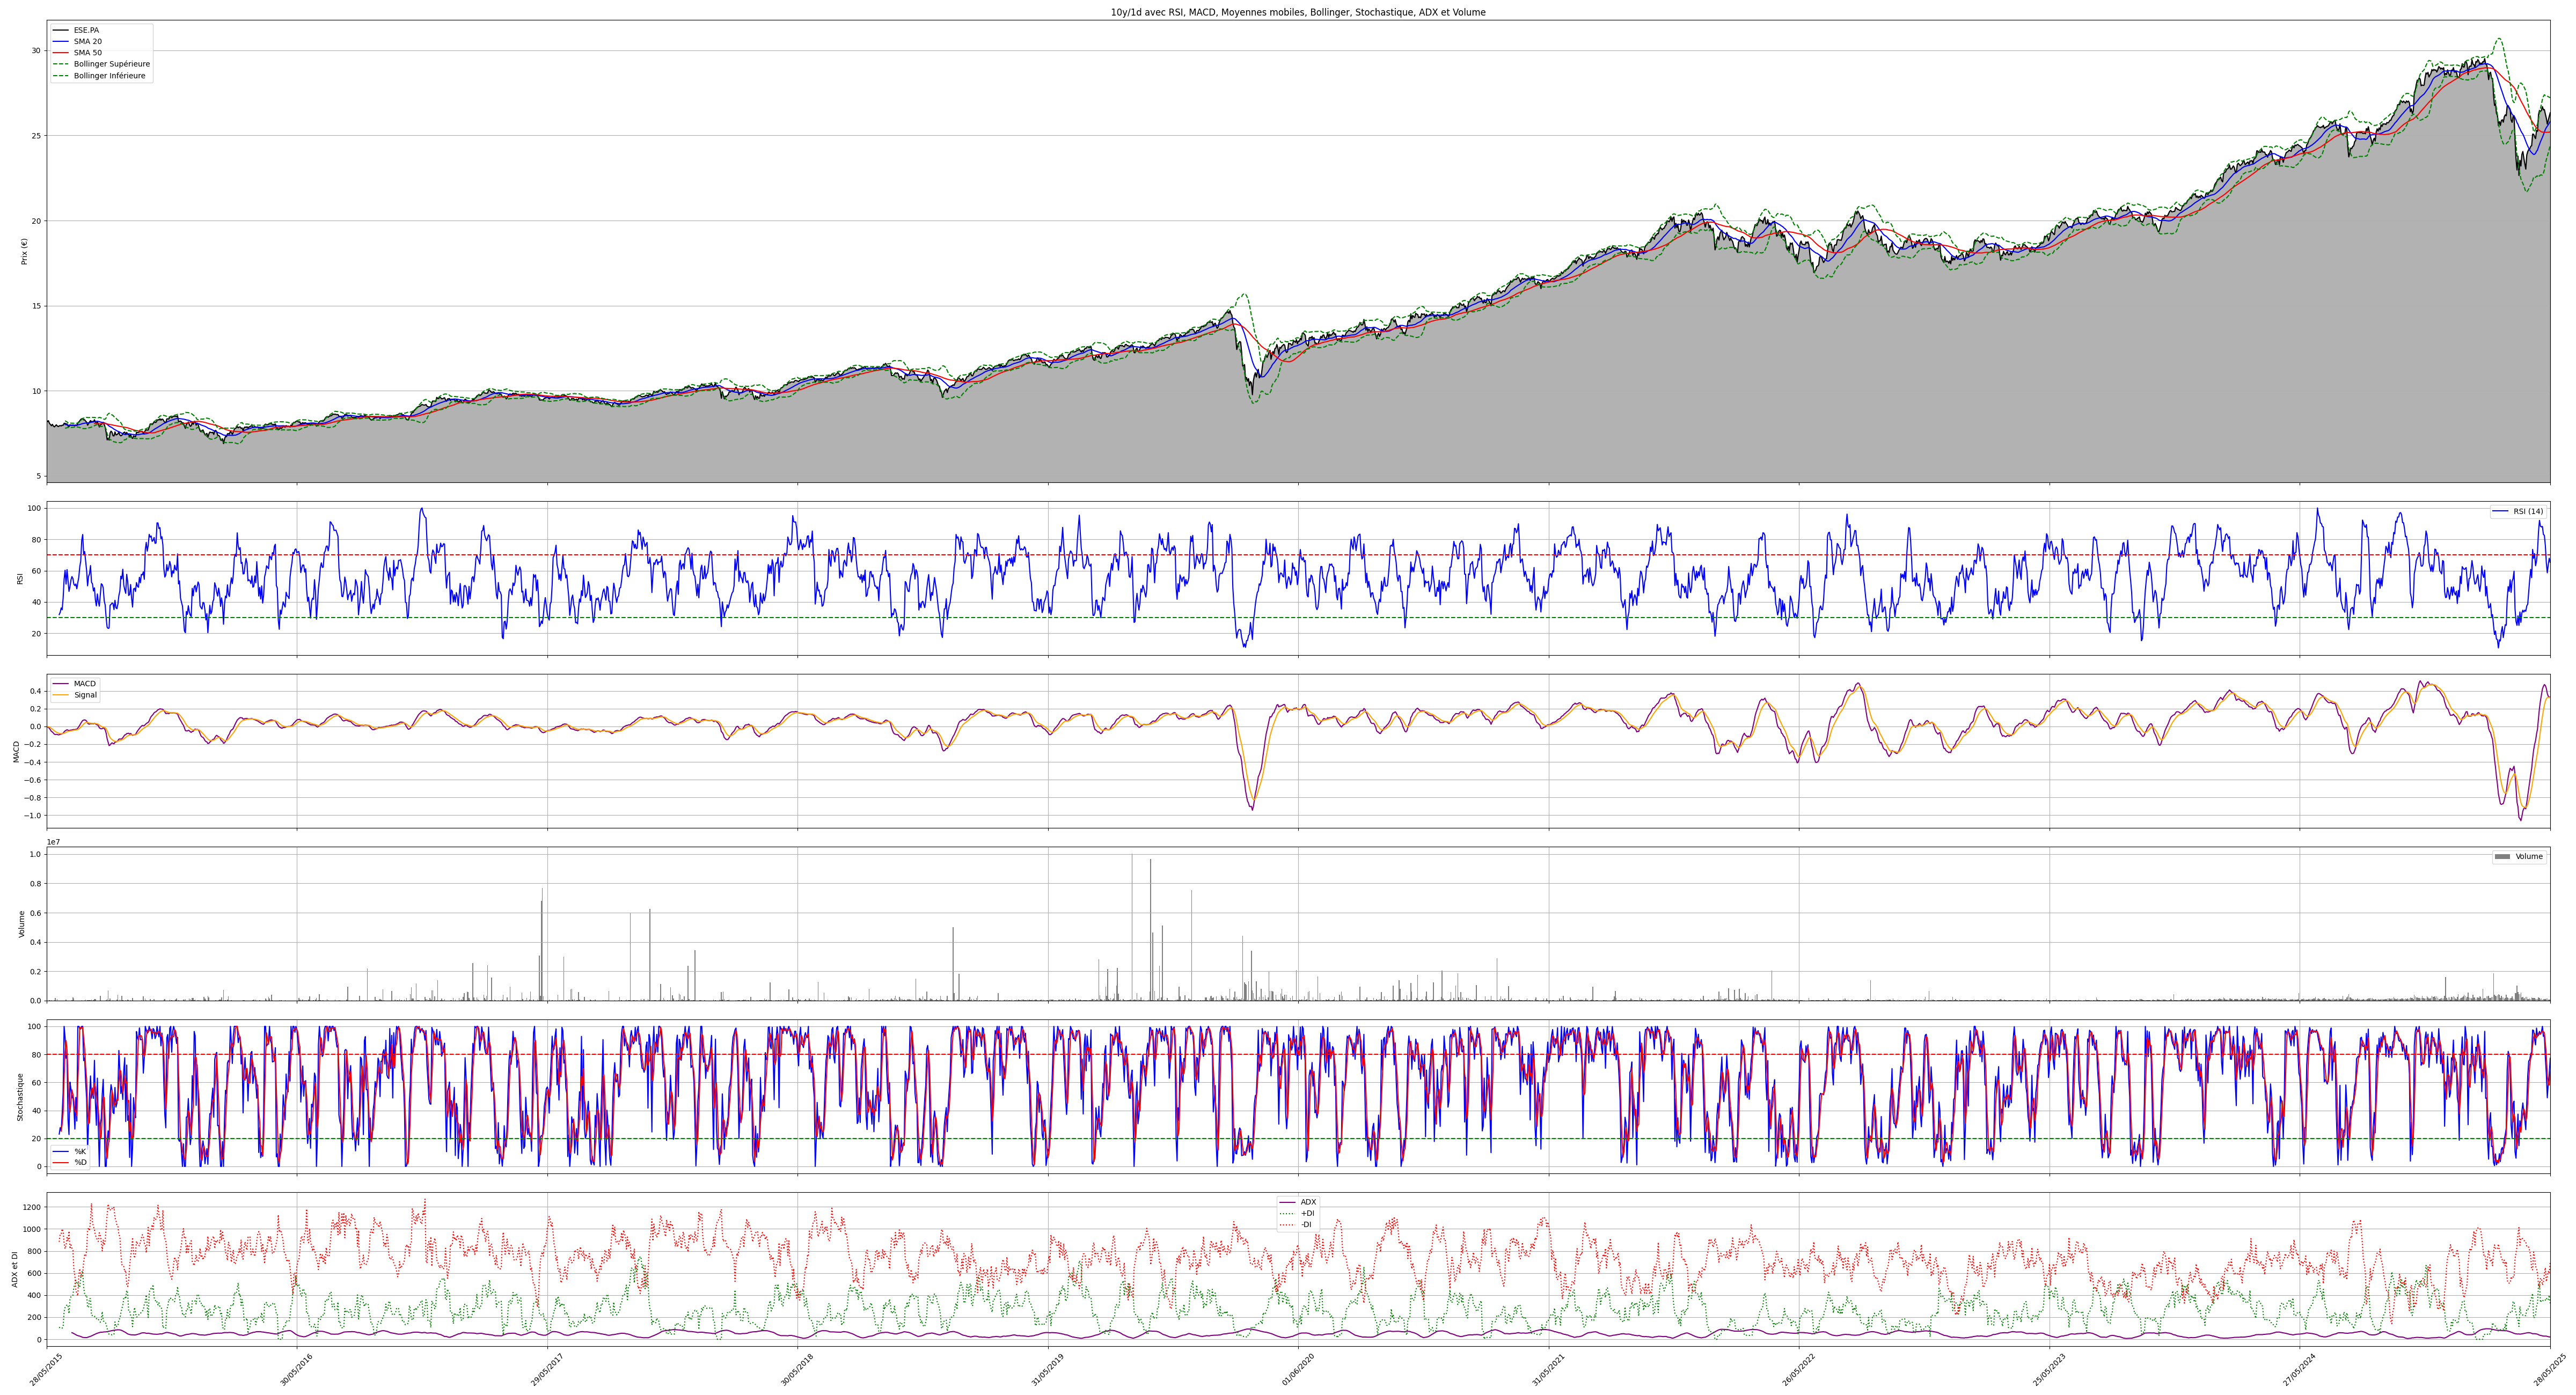 10y/1d avec RSI, MACD, Moyennes mobiles, Bollinger, Stochastique, ADX et Volume
ESE.PA
SMA 20
SMA 50
Bollinger Supérieure
Bollinger Inférieure
30
25
20
15
10
5
Prix (€)
RSI (14)
100
80
60
40
20
RSI
MACD
Signal
0.4
0.2
0.0
−0.2
−0.4
−0.6
−0.8
−1.0
MACD
1e7
Volume
1.0
0.8
0.6
0.4
0.2
0.0
Volume
100
80
60
40
20
0
Stochastique
%K
%D
ADX
+DI
-DI
1200
1000
800
600
400
200
0
ADX et DI
28/05/2015
30/05/2016
29/05/2017
30/05/2018
31/05/2019
01/06/2020
31/05/2021
26/05/2022
25/05/2023
27/05/2024
28/05/2025